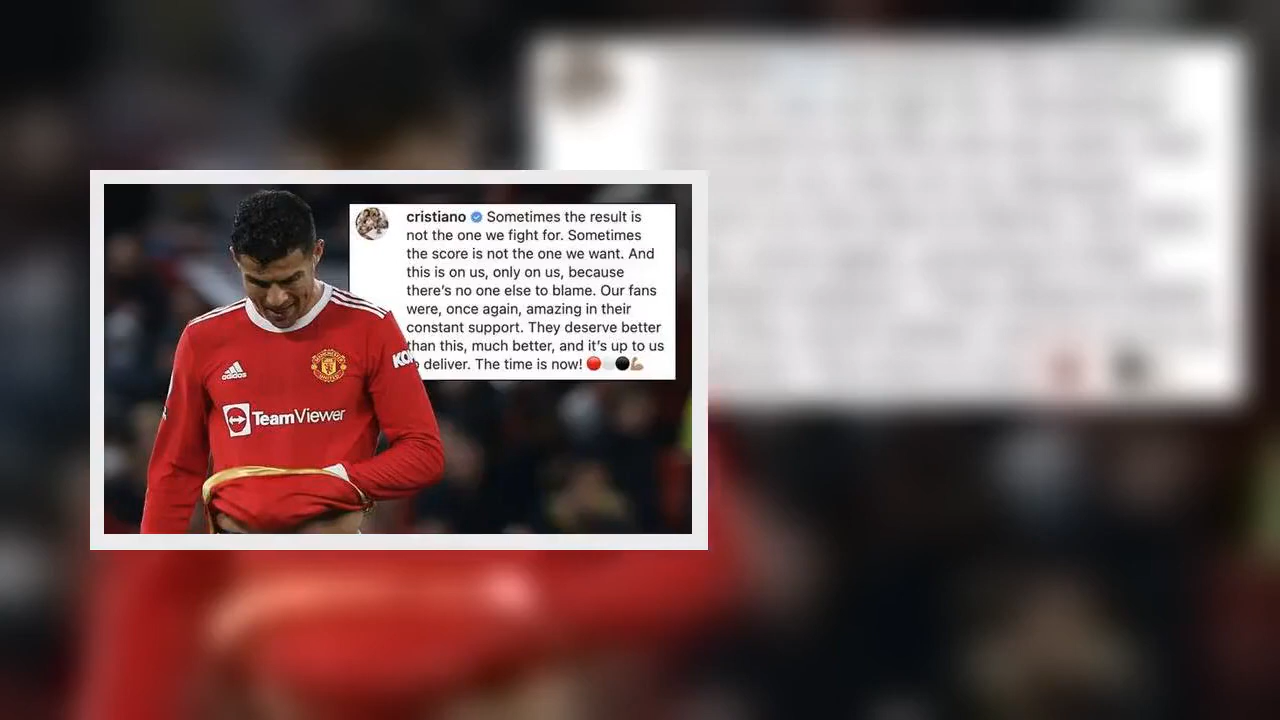 cristiano Sometimes the result is
not the one we fight for. Sometimes
the score is not the one we want. And
this is on us, only on us, because
there's no one else to blame. Our fans
were, once again, amazing in their
constant support. They deserve better
than this, much better, and it's up to us
deliver. The time is now!
adidas
MANCHESTER
UNITED
TeamViewer